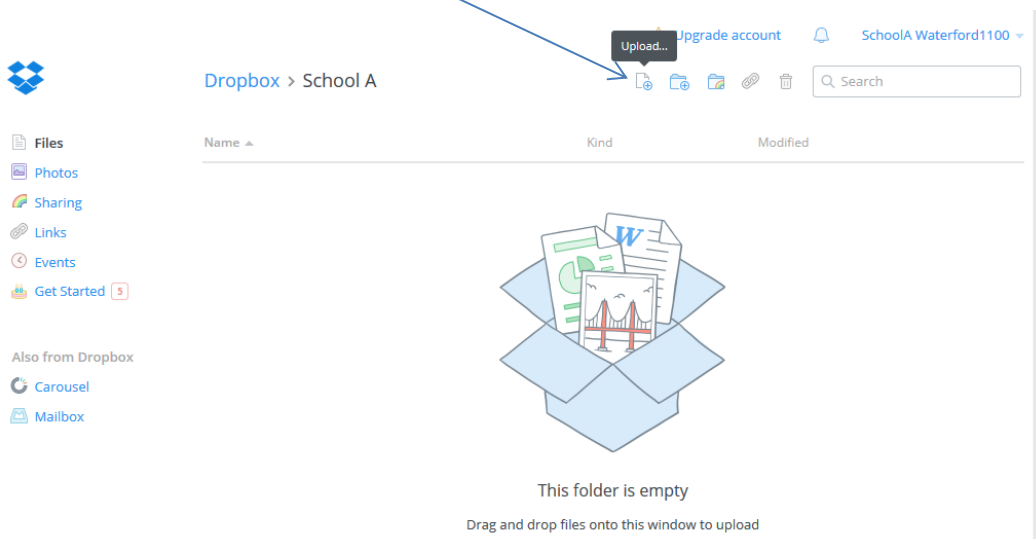 Upgrade account
SchoolA Waterford1100
Upload...
Dropbox > School A
Search
Files
Photos
Sharing
Links
Events
Get Started 5
Also from Dropbox
Carousel
Mailbox
Name
Kind
Modified
W
This folder is empty
Drag and drop files onto this window to upload